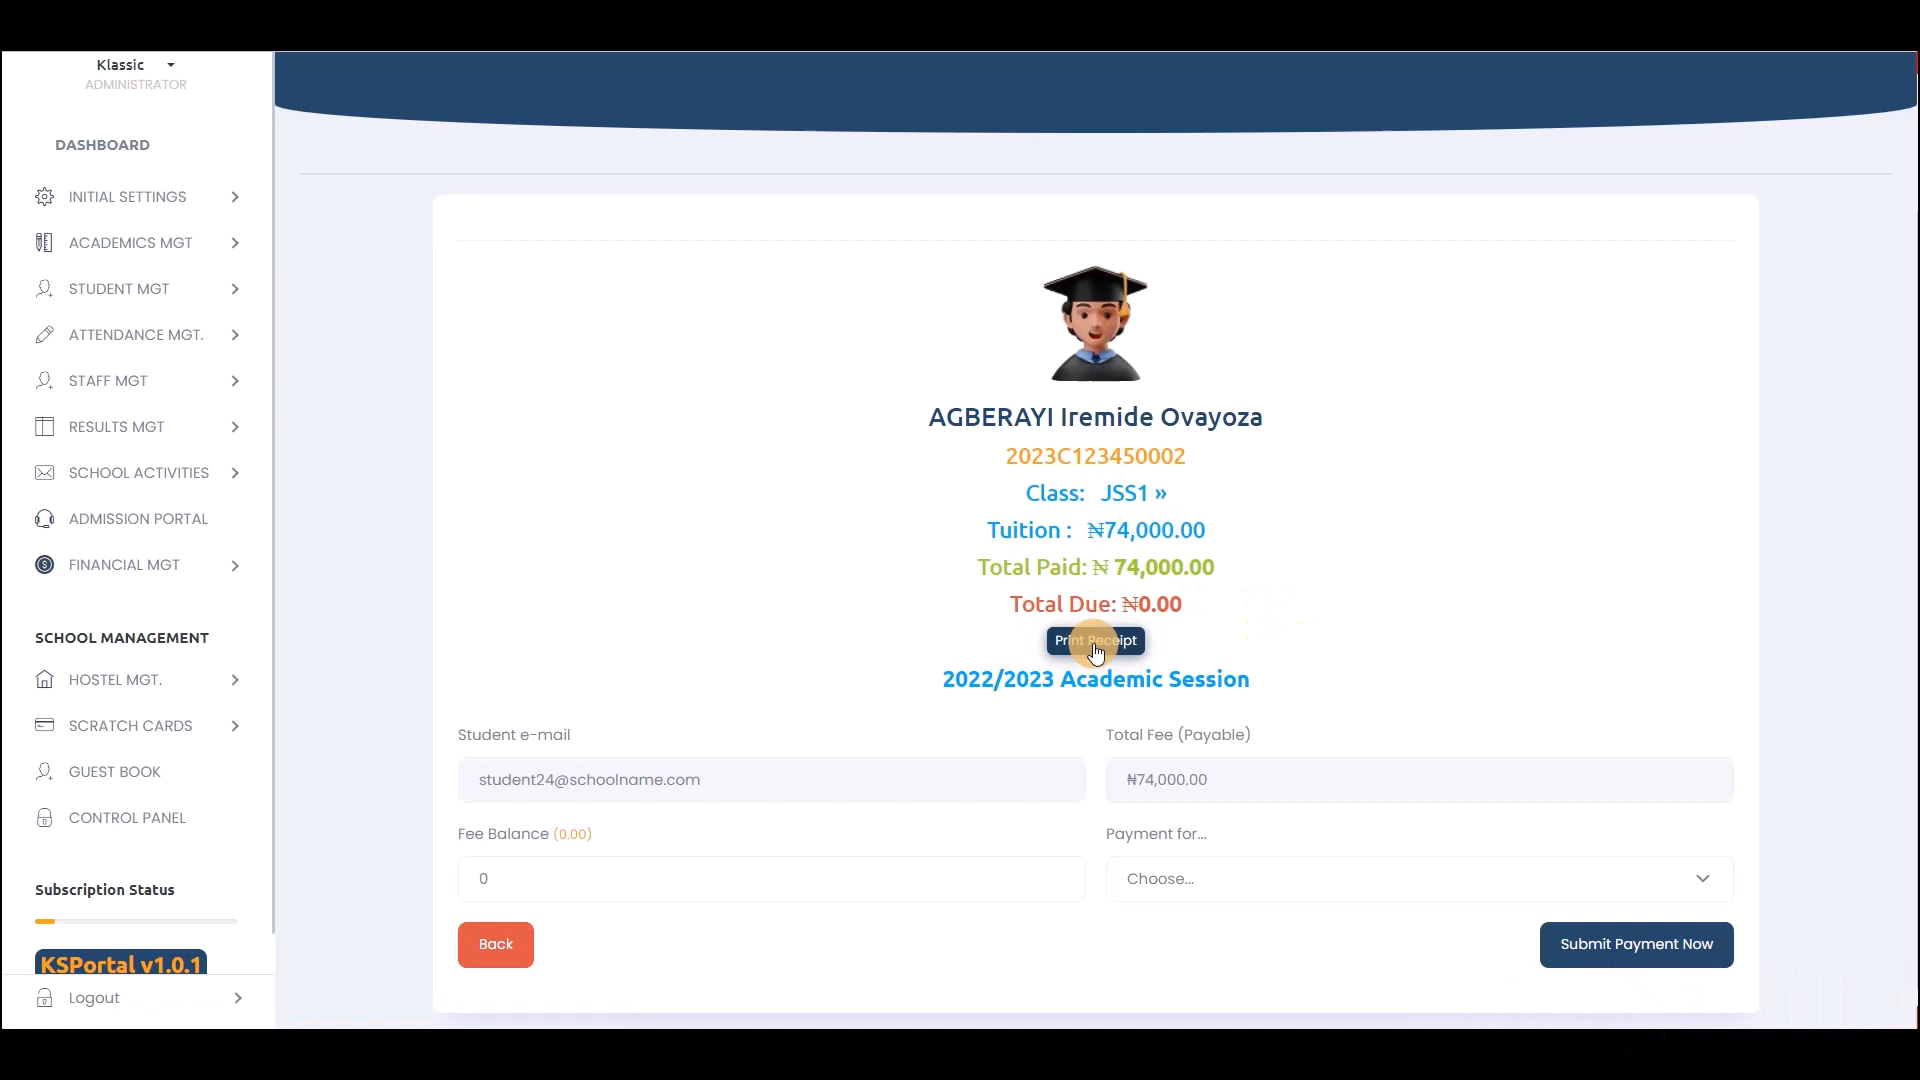 Klassic
ADMINISTRATOR
DASHBOARD
INITIAL SETTINGS
ACADEMICS MGT
STUDENT MGT
ATTENDANCE MGT.
STAFF MGT
RESULTS MGT
SCHOOL ACTIVITIES
ADMISSION PORTAL
FINANCIAL MGT
SCHOOL MANAGEMENT
HOSTEL MGT.
SCRATCH CARDS
GUEST BOOK
CONTROL PANEL
Subscription Status
KSPortal v1.0.1
Logout
AGBERAYI Iremide Ovayoza
2023C123450002
Class: JSS1 »
Tuition : ₦74,000.00
Total Paid: ₦ 74,000.00
Total Due: ₦0.00
Print Receipt
2022/2023 Academic Session
Student e-mail
student24@schoolname.com
Total Fee (Payable)
₦74,000.00
Fee Balance (0.00)
0
Payment for...
Choose...
Back
Submit Payment Now